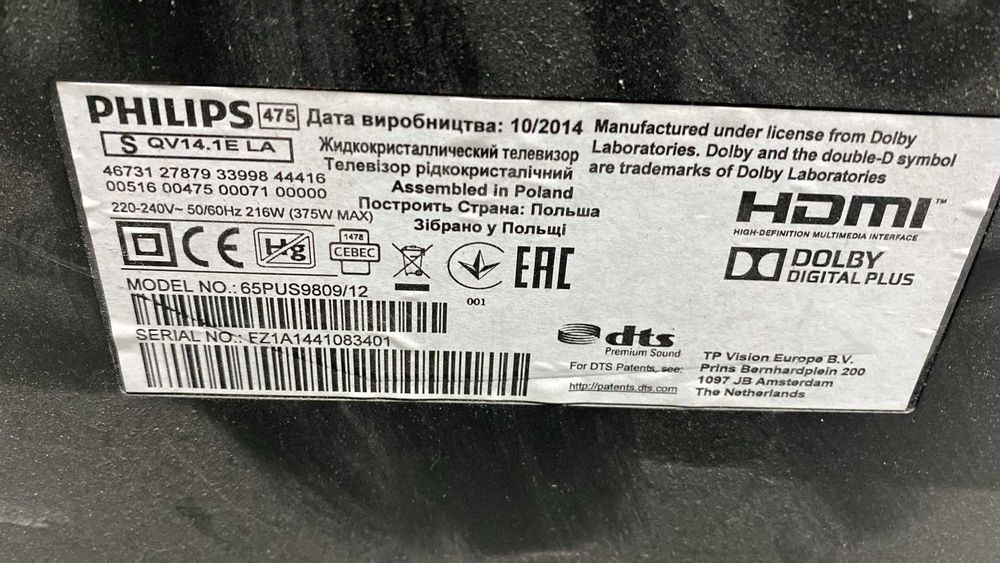 PHILIPS 475 Дата виробництва: 10/2014
S QV14.1E LA
Жидкокристаллический телевизор
Телевізор рідкокристалічний
46731 27879 33998 44416
00516 00475 00071 00000
Assembled in Poland
Построить Страна: Польша
Зібрано у Польщі
220-240V~ 50/60Hz 216W (375W MAX)
CE
Hg
1478
CEBEC
001
EAC
MODEL NO.: 65PUS9809/12
SERIAL NO.: FZ1A1441083401
Manufactured under license from Dolby
Laboratories. Dolby and the double-D symbol
are trademarks of Dolby Laboratories
HDMI™
HIGH-DEFINITION MULTIMEDIA INTERFACE
DOLBY
DIGITAL PLUS
dts
Premium Sound
For DTS Patents, see:
http://patents.dts.com
TP Vision Europe B.V.
Prins Bernhardplein 200
1097 JB Amsterdam
The Netherlands